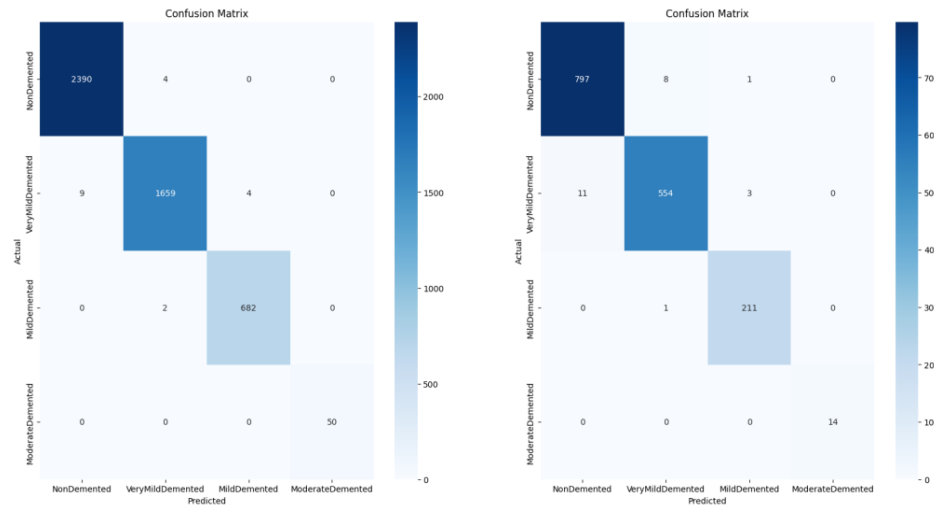 Confusion Matrix
NonDemented
VeryMildDemented
MildDemented
ModerateDemented
Actual
2390 4 0 0
9 1659 4 0
0 2 682 0
0 0 0 50
NonDemented VeryMildDemented MildDemented ModerateDemented
Predicted
2000
1500
1000
500
0
Confusion Matrix
NonDemented
VeryMildDemented
MildDemented
ModerateDemented
Actual
797 8 1 0
11 554 3 0
0 1 211 0
0 0 0 14
NonDemented VeryMildDemented MildDemented ModerateDemented
Predicted
70
60
50
40
30
20
10
0